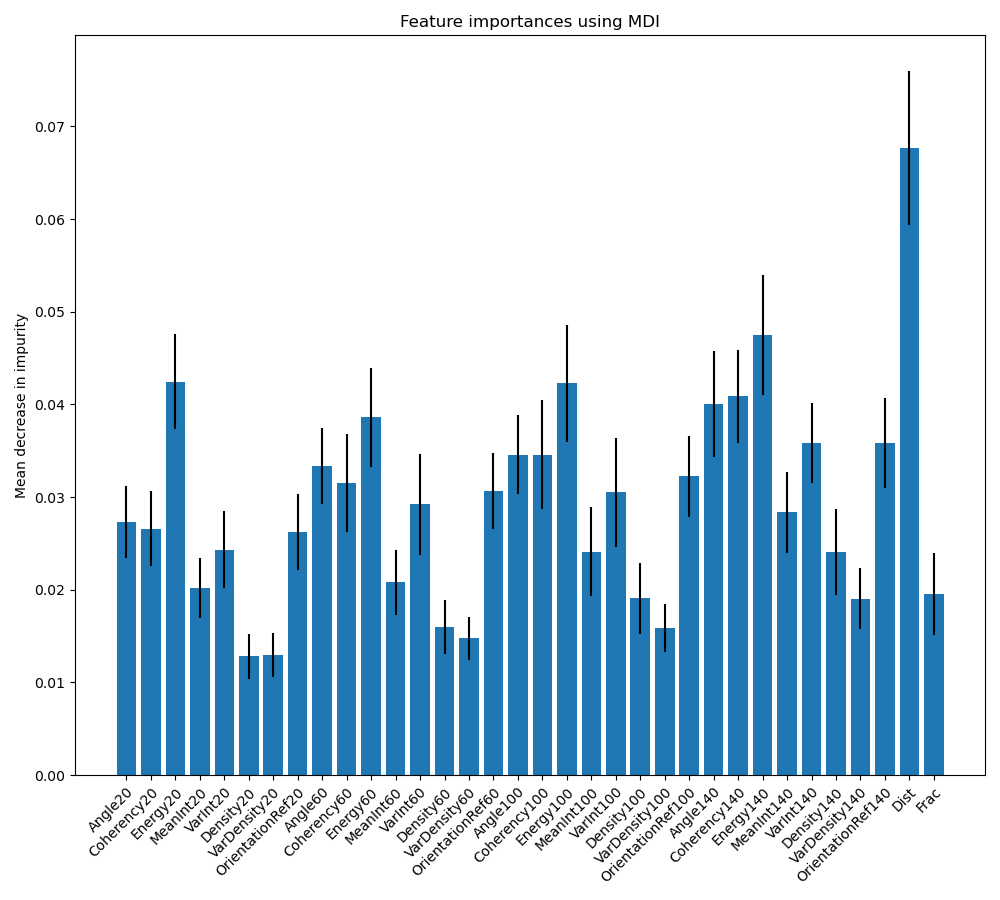 Feature importances using MDI
Mean decrease in impurity
0.07
0.06
0.05
0.04
0.03
0.02
0.01
0.00
Angle20
Coherency20
Energy20
MeanInt20
VarInt20
Density20
VarDensity20
OrientationRef20
Angle60
Coherency60
Energy60
MeanInt60
VarInt60
Density60
VarDensity60
OrientationRef60
Angle100
Coherency100
Energy100
MeanInt100
VarInt100
Density100
VarDensity100
OrientationRef100
Angle140
Coherency140
Energy140
MeanInt140
VarInt140
Density140
VarDensity140
OrientationRef140
Dist
Frac